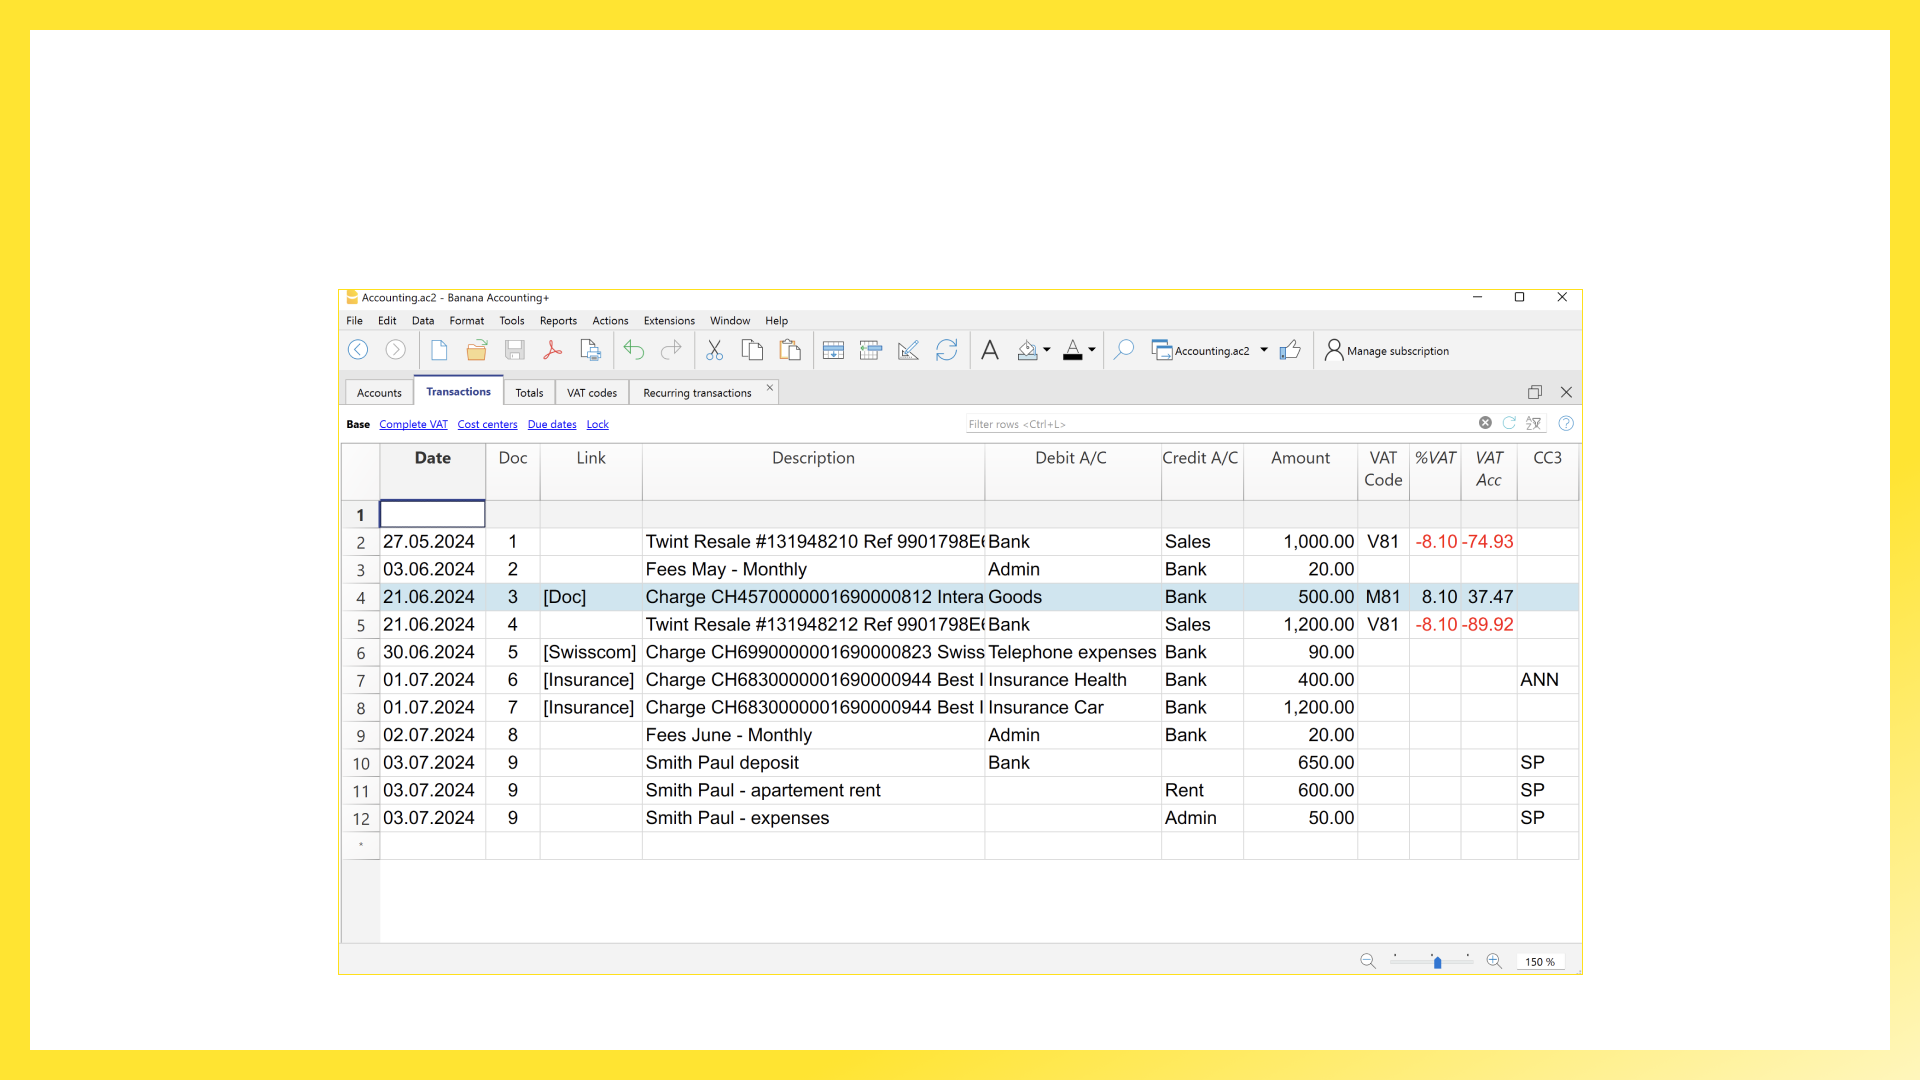 Accounting.ac2 - Banana Accounting+
File Edit Data Format Tools Reports Actions Extensions Window Help
Accounting.ac2 Manage subscription
Accounts Transactions Totals VAT codes Recurring transactions
Base Complete VAT Cost centers Due dates Lock Filter rows <Ctrl+L>
Date Doc Link Description Debit A/C Credit A/C Amount VAT Code %VAT VAT Acc CC3
1
2 27.05.2024 1 Twint Resale #131948210 Ref 9901798E Bank Sales 1,000.00 V81 -8.10 -74.93
3 03.06.2024 2 Fees May - Monthly Admin Bank 20.00
4 21.06.2024 3 [Doc] Charge CH4570000001690000812 Intera Goods Bank 500.00 M81 8.10 37.47
5 21.06.2024 4 Twint Resale #131948212 Ref 9901798E Bank Sales 1,200.00 V81 -8.10 -89.92
6 30.06.2024 5 [Swisscom] Charge CH6990000001690000823 Swiss Telephone expenses Bank 90.00
7 01.07.2024 6 [Insurance] Charge CH6830000001690000944 Best I Insurance Health Bank 400.00 ANN
8 01.07.2024 7 [Insurance] Charge CH6830000001690000944 Best I Insurance Car Bank 1,200.00
9 02.07.2024 8 Fees June - Monthly Admin Bank 20.00
10 03.07.2024 9 Smith Paul deposit Bank 650.00 SP
11 03.07.2024 9 Smith Paul - apartement rent Rent 600.00 SP
12 03.07.2024 9 Smith Paul - expenses Admin 50.00 SP
*
150 %